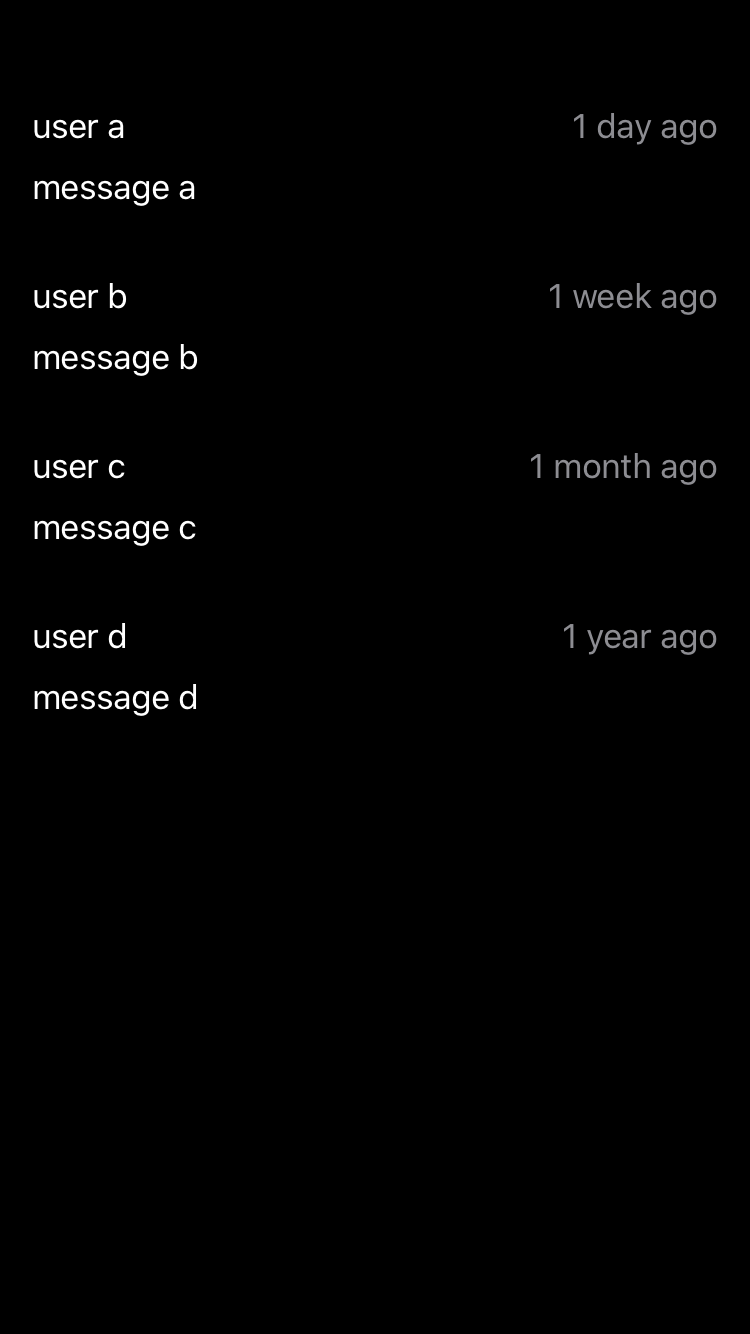 user a 1 day ago
message a
user b 1 week ago
message b
user c 1 month ago
message c
user d 1 year ago
message d